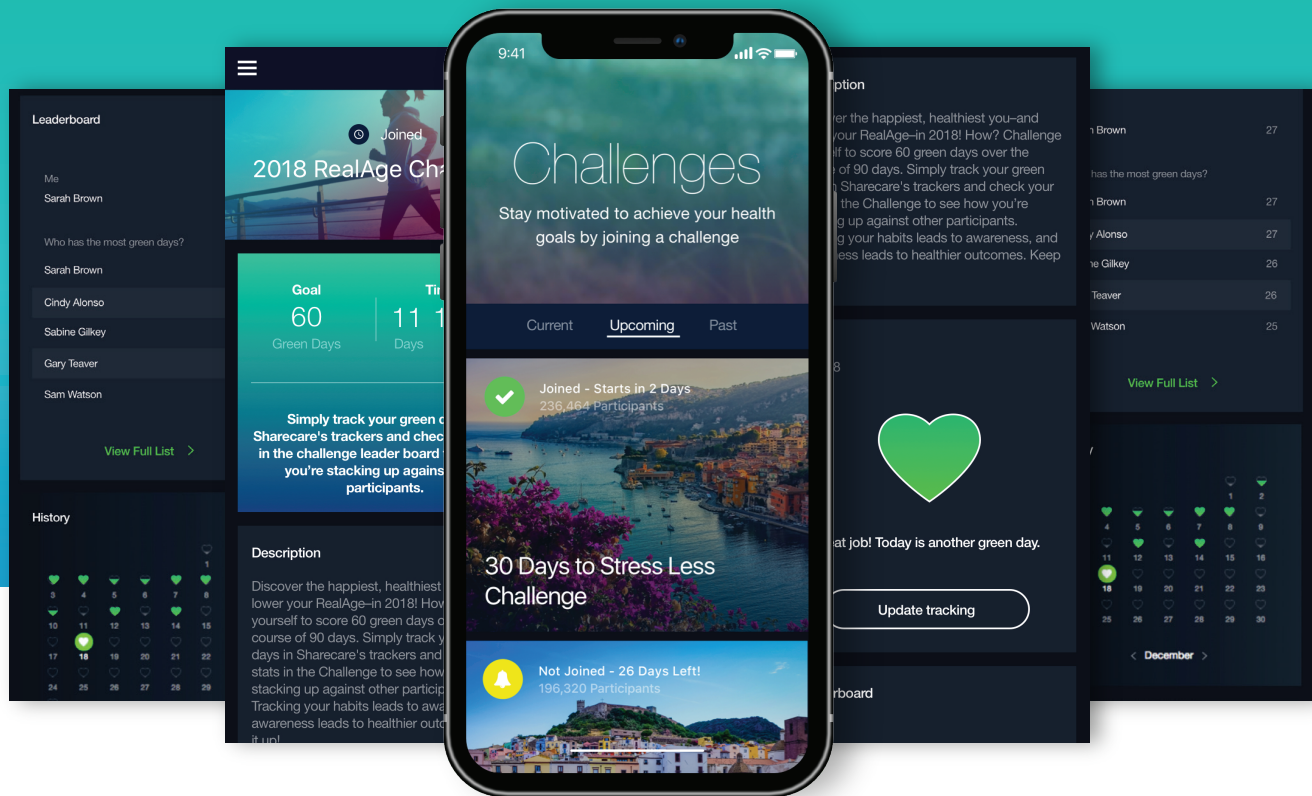 Leaderboard
Me
Sarah Brown
Who has the most green days?
Sarah Brown
Cindy Alonso
Sabine Gilkey
Gary Teaver
Sam Watson
View Full List >
History
1
3 4 5 6 7 8
10 11 12 13 14 15
17 18 19 20 21 22
24 25 26 27 28 29
Joined
2018 RealAge Cha
Goal
60
Green Days
11 1
Days
Simply track your green
Sharecare's trackers and chec
in the challenge leader board
you're stacking up agains
participants.
Description
Discover the happiest, healthiest
lower your RealAge–in 2018! How
yourself to score 60 green days o
course of 90 days. Simply track y
days in Sharecare's trackers and
stats in the Challenge to see how
stacking up against other particip
Tracking your habits leads to awa
awareness leads to healthier outc
it up!
9:41
Challenges
Stay motivated to achieve your health
goals by joining a challenge
Current Upcoming Past
Joined - Starts in 2 Days
236,464 Participants
30 Days to Stress Less
Challenge
Not Joined - 26 Days Left!
196,320 Participants
ption
er the happiest, healthiest you–and
your RealAge–in 2018! How? Challenge
lf to score 60 green days over the
of 90 days. Simply track your green
Sharecare's trackers and check your
the Challenge to see how you're
g up against other participants.
g your habits leads to awareness, and
ess leads to healthier outcomes. Keep
8
at job! Today is another green day.
Update tracking
rboard
Brown 27
has the most green days?
Brown 27
Alonso 27
e Gilkey 26
Teaver 26
Watson 25
View Full List >
1 2
4 5 6 7 8 9
11 12 13 14 15 16
18 19 20 21 22 23
25 26 27 28 29 30
< December >